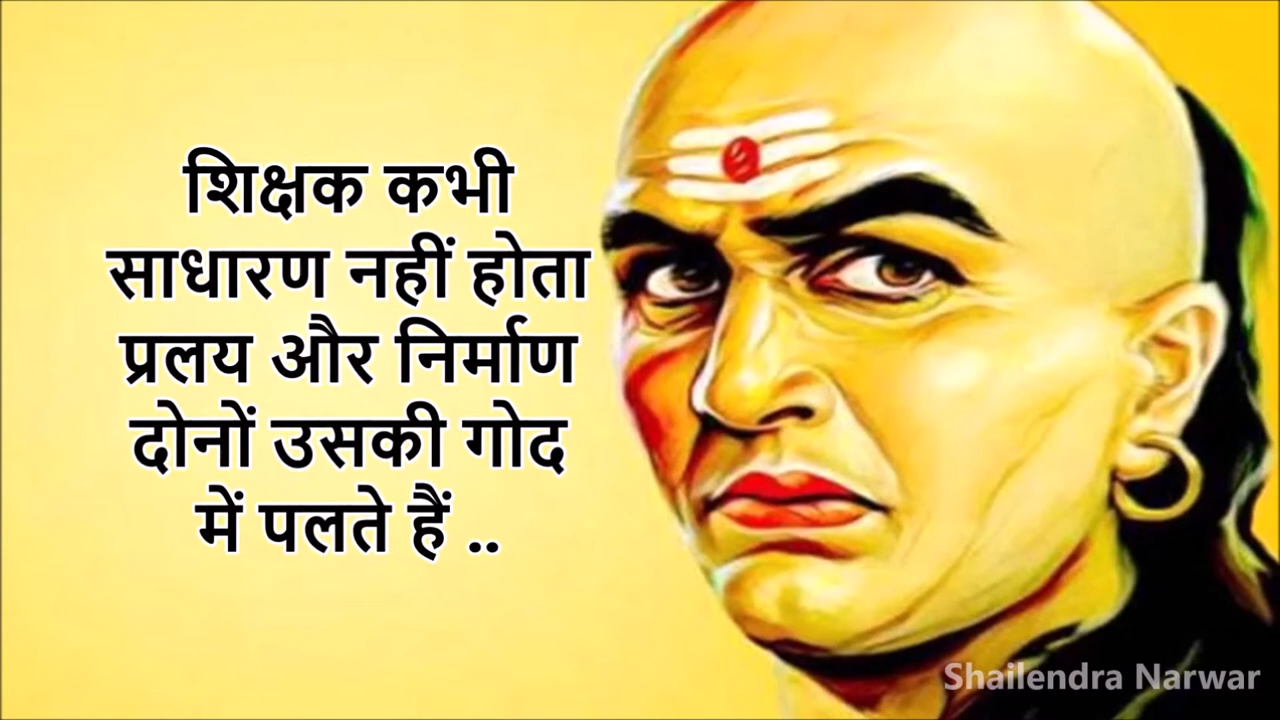 शिक्षक कभी
साधारण नहीं होता
प्रलय और निर्माण
दोनों उसकी गोद
में पलते हैं ..
Shailendra Narwar